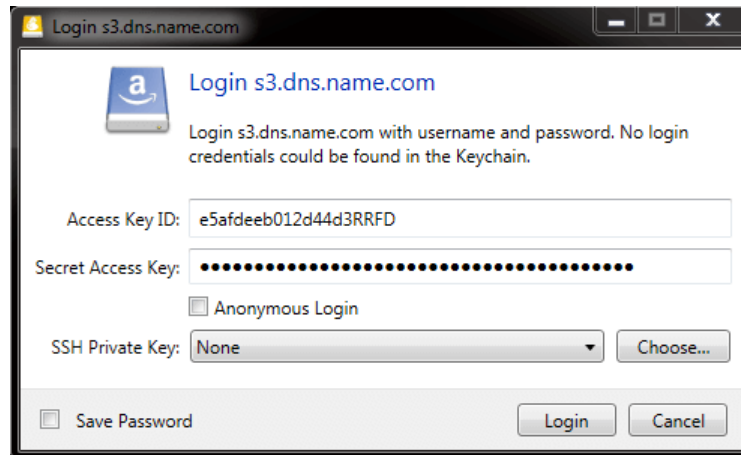 Login s3.dns.name.com
Login s3.dns.name.com
Login s3.dns.name.com with username and password. No login
credentials could be found in the Keychain.
Access Key ID: e5afdeeb012d44d3RRFD
Secret Access Key: ••••••••••••••••••••••••••••••••••••••••
Anonymous Login
SSH Private Key: None Choose...
Save Password Login Cancel